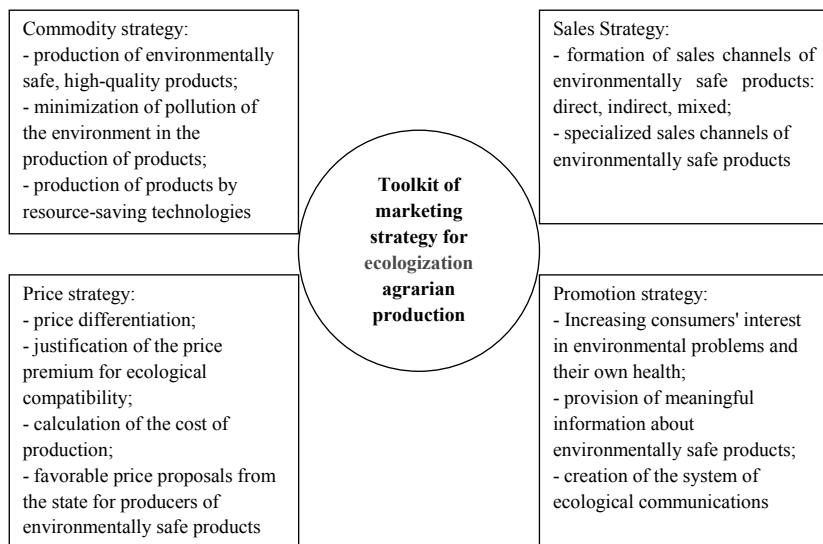 Commodity strategy:
- production of environmentally
safe, high-quality products;
- minimization of pollution of
the environment in the
production of products;
- production of products by
resource-saving technologies
Sales Strategy:
- formation of sales channels of
environmentally safe products:
direct, indirect, mixed;
- specialized sales channels of
environmentally safe products
Toolkit of
marketing
strategy for
ecologization
agrarian
production
Price strategy:
- price differentiation;
- justification of the price
premium for ecological
compatibility;
- calculation of the cost of
production;
- favorable price proposals from
the state for producers of
environmentally safe products
Promotion strategy:
- Increasing consumers' interest
in environmental problems and
their own health;
- provision of meaningful
information about
environmentally safe products;
- creation of the system of
ecological communications